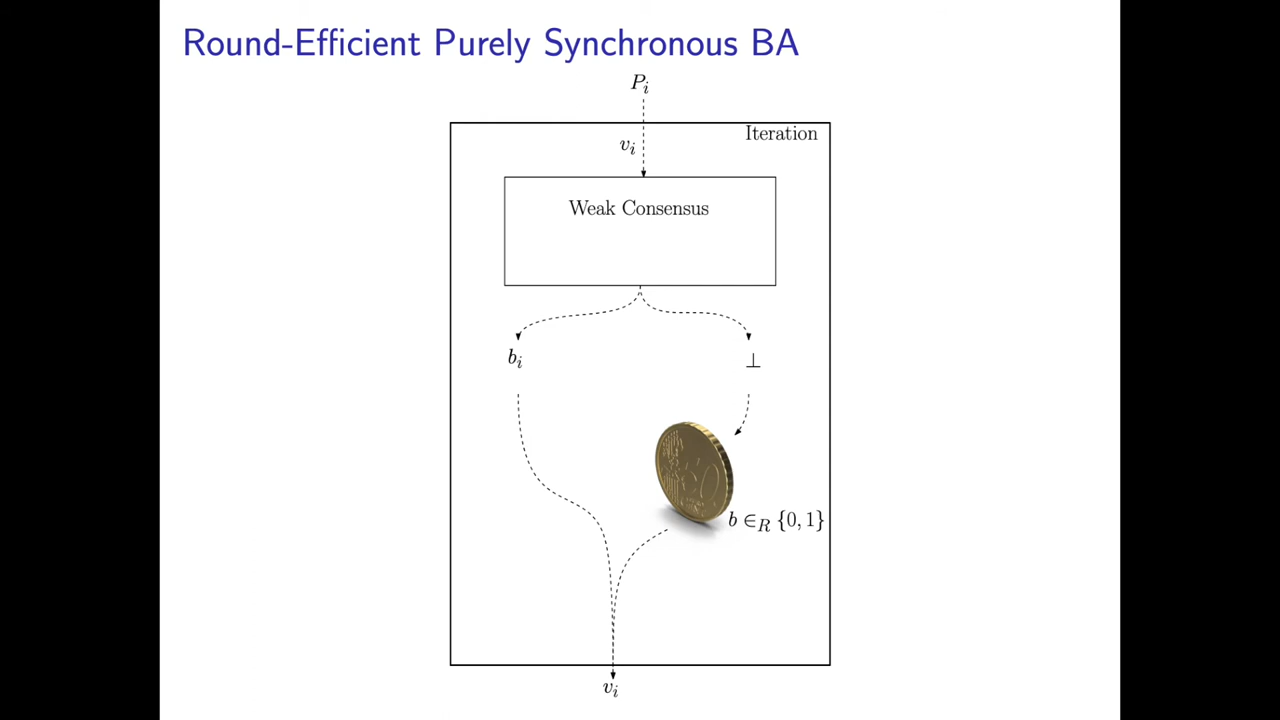 Round-Efficient Purely Synchronous BA
P_i
Iteration
v_i
Weak Consensus
b_i
⊥
b ∈_R {0, 1}
v_i